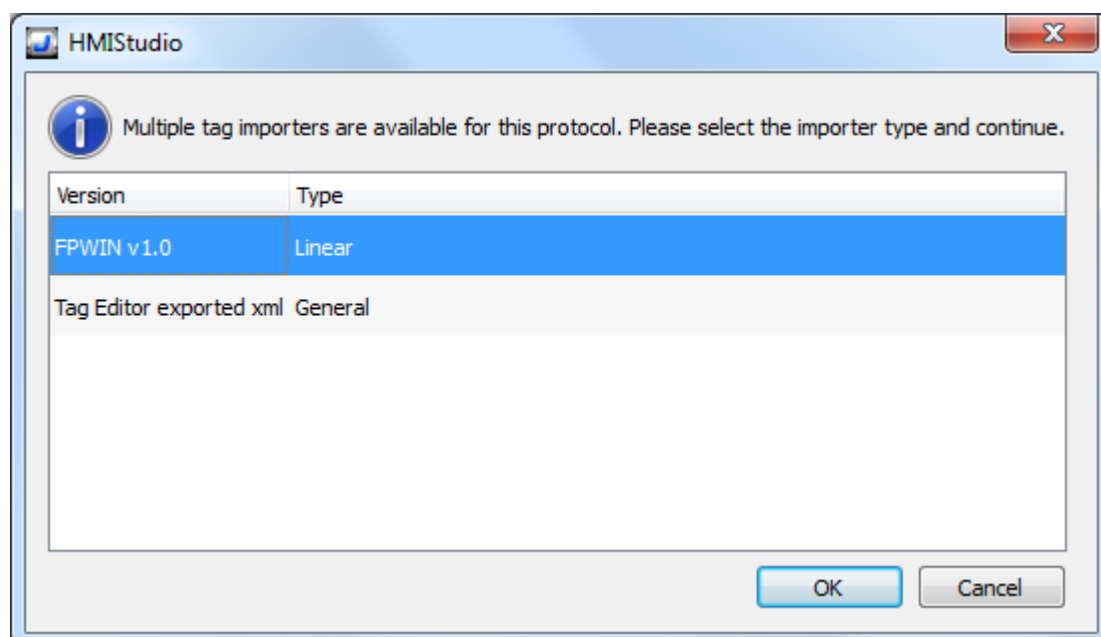 HMIStudio
Multiple tag importers are available for this protocol. Please select the importer type and continue.
Version Type
FPWIN v1.0 Linear
Tag Editor exported xml General
OK Cancel